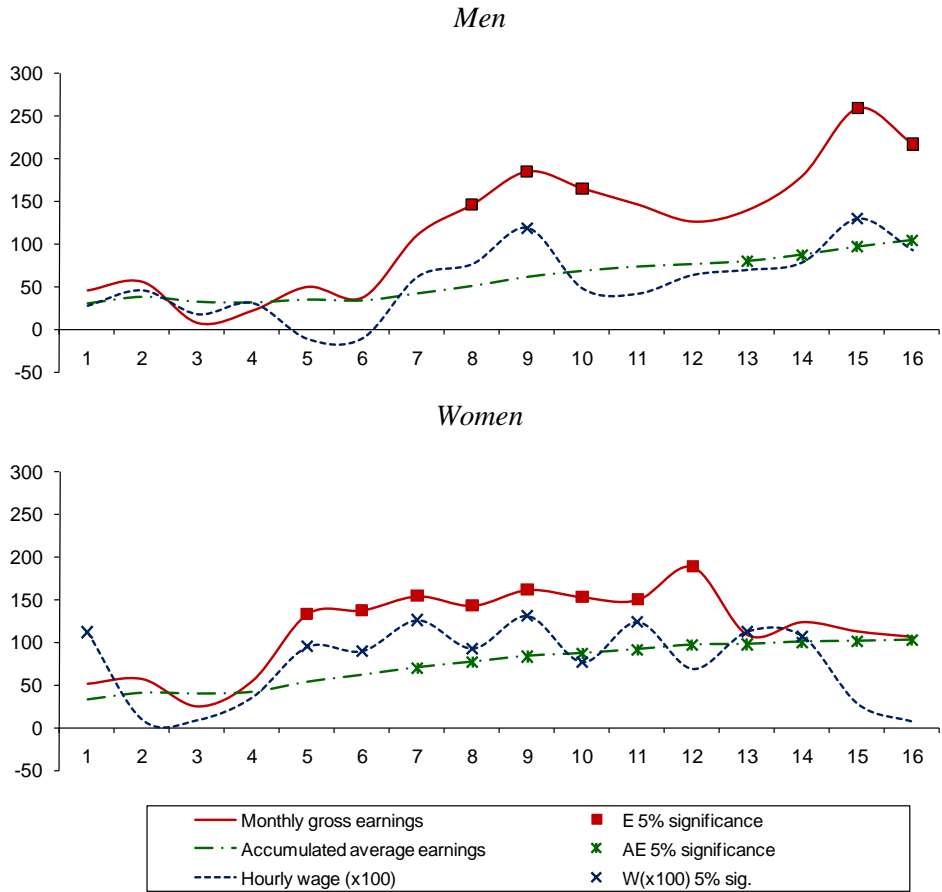 Men
300
250
200
150
100
50
0
-50
1 2 3 4 5 6 7 8 9 10 11 12 13 14 15 16
Women
300
250
200
150
100
50
0
-50
1 2 3 4 5 6 7 8 9 10 11 12 13 14 15 16
Monthly gross earnings E 5% significance
Accumulated average earnings AE 5% significance
Hourly wage (x100) W(x100) 5% sig.